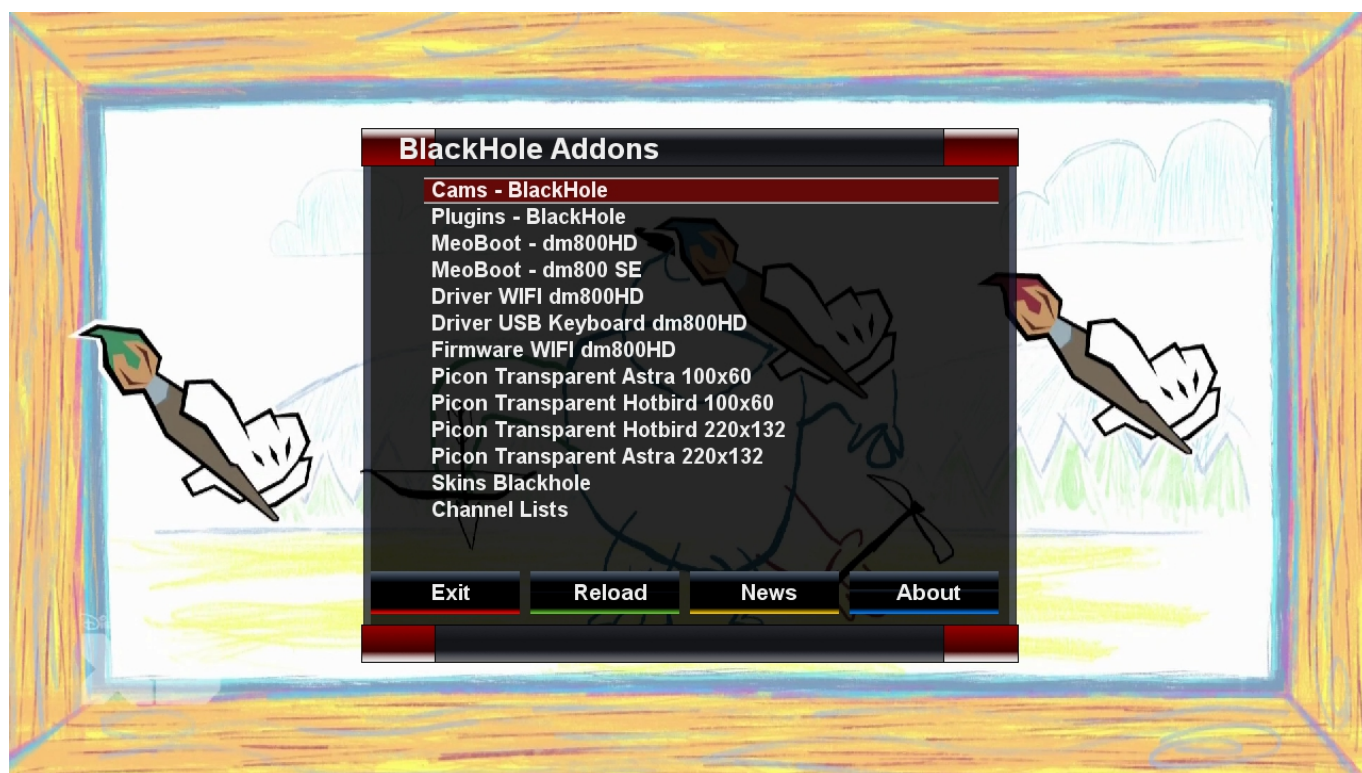 BlackHole Addons
Cams - BlackHole
Plugins - BlackHole
MeoBoot - dm800HD
MeoBoot - dm800 SE
Driver WIFI dm800HD
Driver USB Keyboard dm800HD
Firmware WIFI dm800HD
Picon Transparent Astra 100x60
Picon Transparent Hotbird 100x60
Picon Transparent Hotbird 220x132
Picon Transparent Astra 220x132
Skins Blackhole
Channel Lists
Exit Reload News About